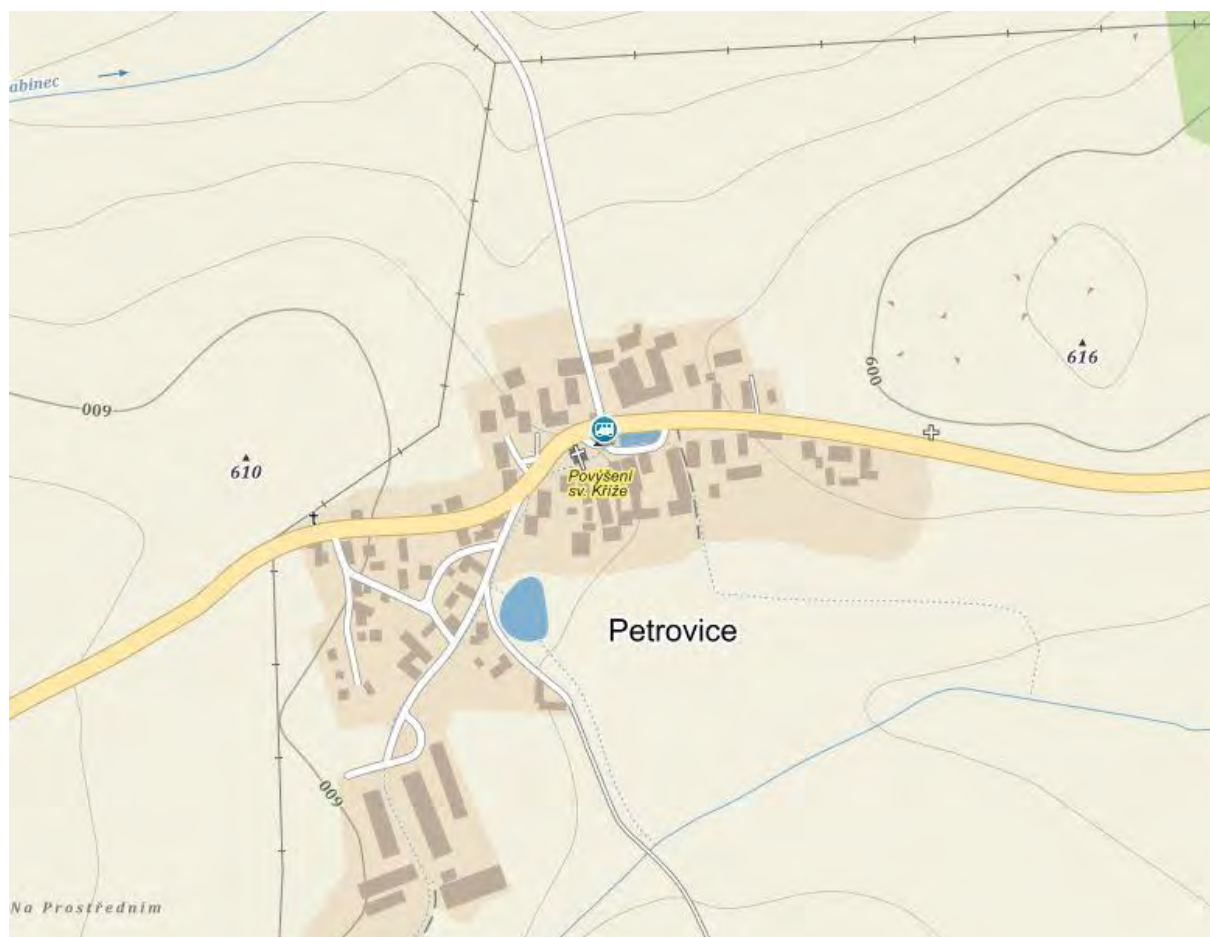 abinec
600
616
009
610
Povýšení
sv. Kříže
Petrovice
009
Na Prostředním